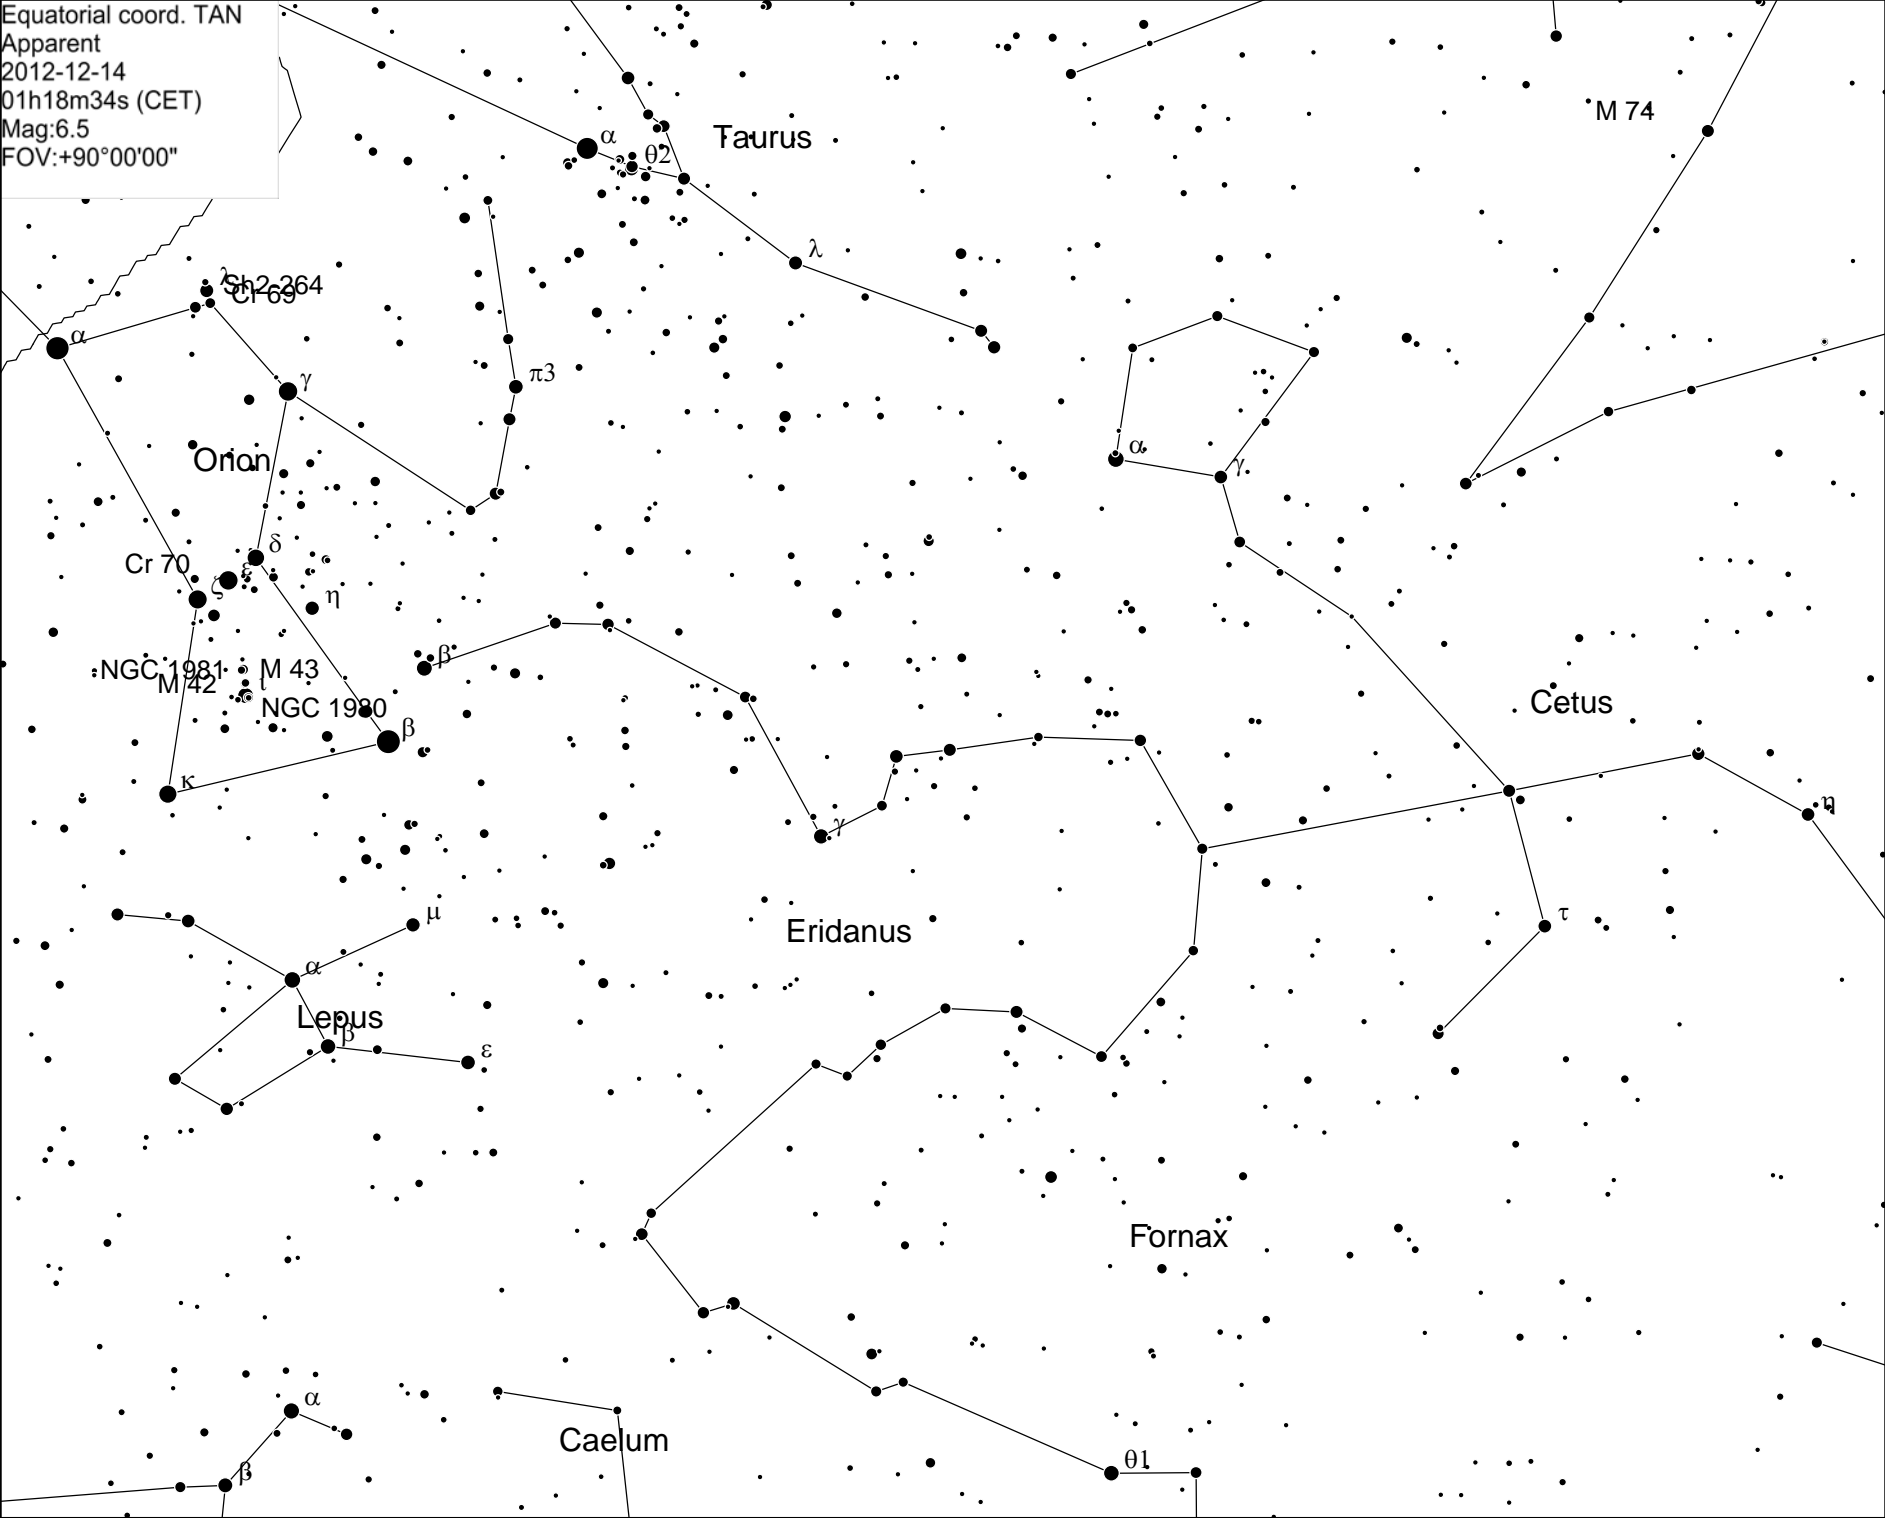 Equatorial coord. TAN
Apparent
2012-12-14
01h18m34s (CET)
Mag:6.5
FOV:+90°00'00"
M 74
α
θ2
Taurus
λ
λ
Sh2-264
Cr 69
α
π3
γ
Orion
α
γ
δ
Cr 70
ε
ζ
η
β
NGC 1981
M 43
M 42
ι
NGC 1980
Cetus
β
κ
η
γ
μ
τ
Eridanus
α
Lepus
β
ε
Fornax
α
Caelum
θ1
β